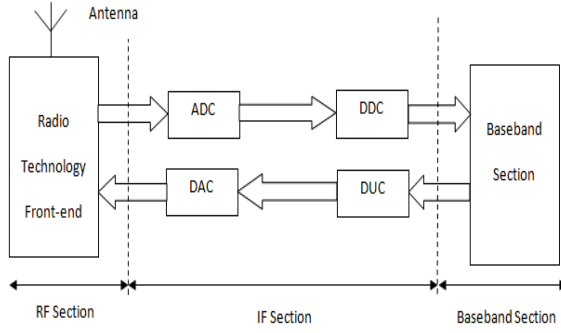 Antenna
Radio
Technology
Front-end
ADC
DDC
DAC
DUC
Baseband
Section
RF Section
IF Section
Baseband Section